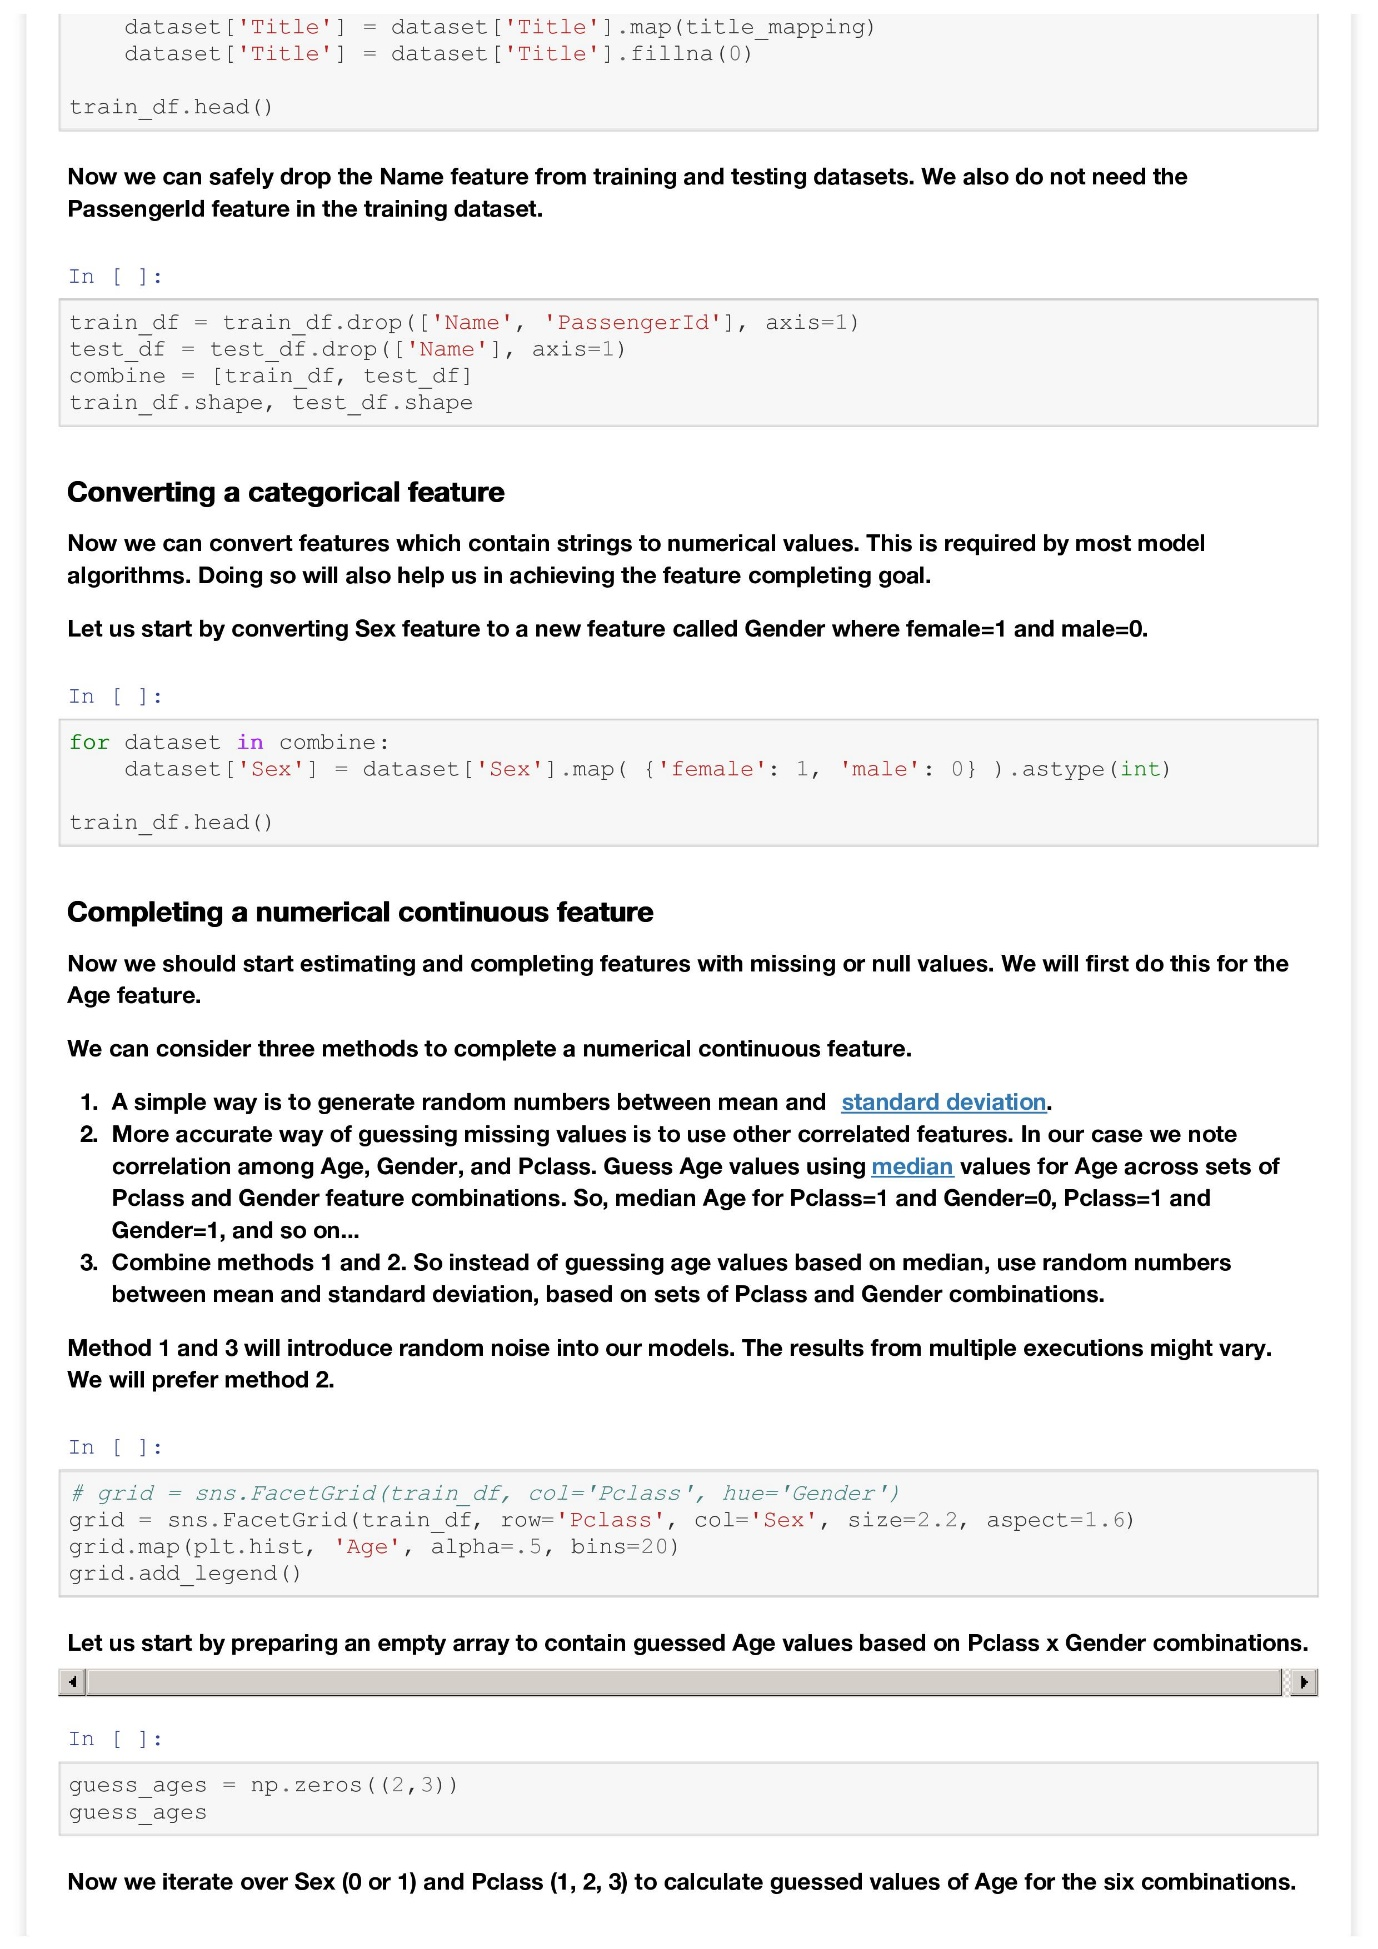 dataset['Title'] = dataset['Title'].map(title_mapping)
    dataset['Title'] = dataset['Title'].fillna(0)
train_df.head()
Now we can safely drop the Name feature from training and testing datasets. We also do not need the
PassengerId feature in the training dataset.
In [ ]:
train_df = train_df.drop(['Name', 'PassengerId'], axis=1)
test_df = test_df.drop(['Name'], axis=1)
combine = [train_df, test_df]
train_df.shape, test_df.shape
Converting a categorical feature
Now we can convert features which contain strings to numerical values. This is required by most model
algorithms. Doing so will also help us in achieving the feature completing goal.
Let us start by converting Sex feature to a new feature called Gender where female=1 and male=0.
In [ ]:
for dataset in combine:
    dataset['Sex'] = dataset['Sex'].map( {'female': 1, 'male': 0} ).astype(int)
train_df.head()
Completing a numerical continuous feature
Now we should start estimating and completing features with missing or null values. We will first do this for the
Age feature.
We can consider three methods to complete a numerical continuous feature.
1. A simple way is to generate random numbers between mean and standard deviation.
2. More accurate way of guessing missing values is to use other correlated features. In our case we note
correlation among Age, Gender, and Pclass. Guess Age values using median values for Age across sets of
Pclass and Gender feature combinations. So, median Age for Pclass=1 and Gender=0, Pclass=1 and
Gender=1, and so on...
3. Combine methods 1 and 2. So instead of guessing age values based on median, use random numbers
between mean and standard deviation, based on sets of Pclass and Gender combinations.
Method 1 and 3 will introduce random noise into our models. The results from multiple executions might vary.
We will prefer method 2.
In [ ]:
# grid = sns.FacetGrid(train_df, col='Pclass', hue='Gender')
grid = sns.FacetGrid(train_df, row='Pclass', col='Sex', size=2.2, aspect=1.6)
grid.map(plt.hist, 'Age', alpha=.5, bins=20)
grid.add_legend()
Let us start by preparing an empty array to contain guessed Age values based on Pclass x Gender combinations.
In [ ]:
guess_ages = np.zeros((2,3))
guess_ages
Now we iterate over Sex (0 or 1) and Pclass (1, 2, 3) to calculate guessed values of Age for the six combinations.